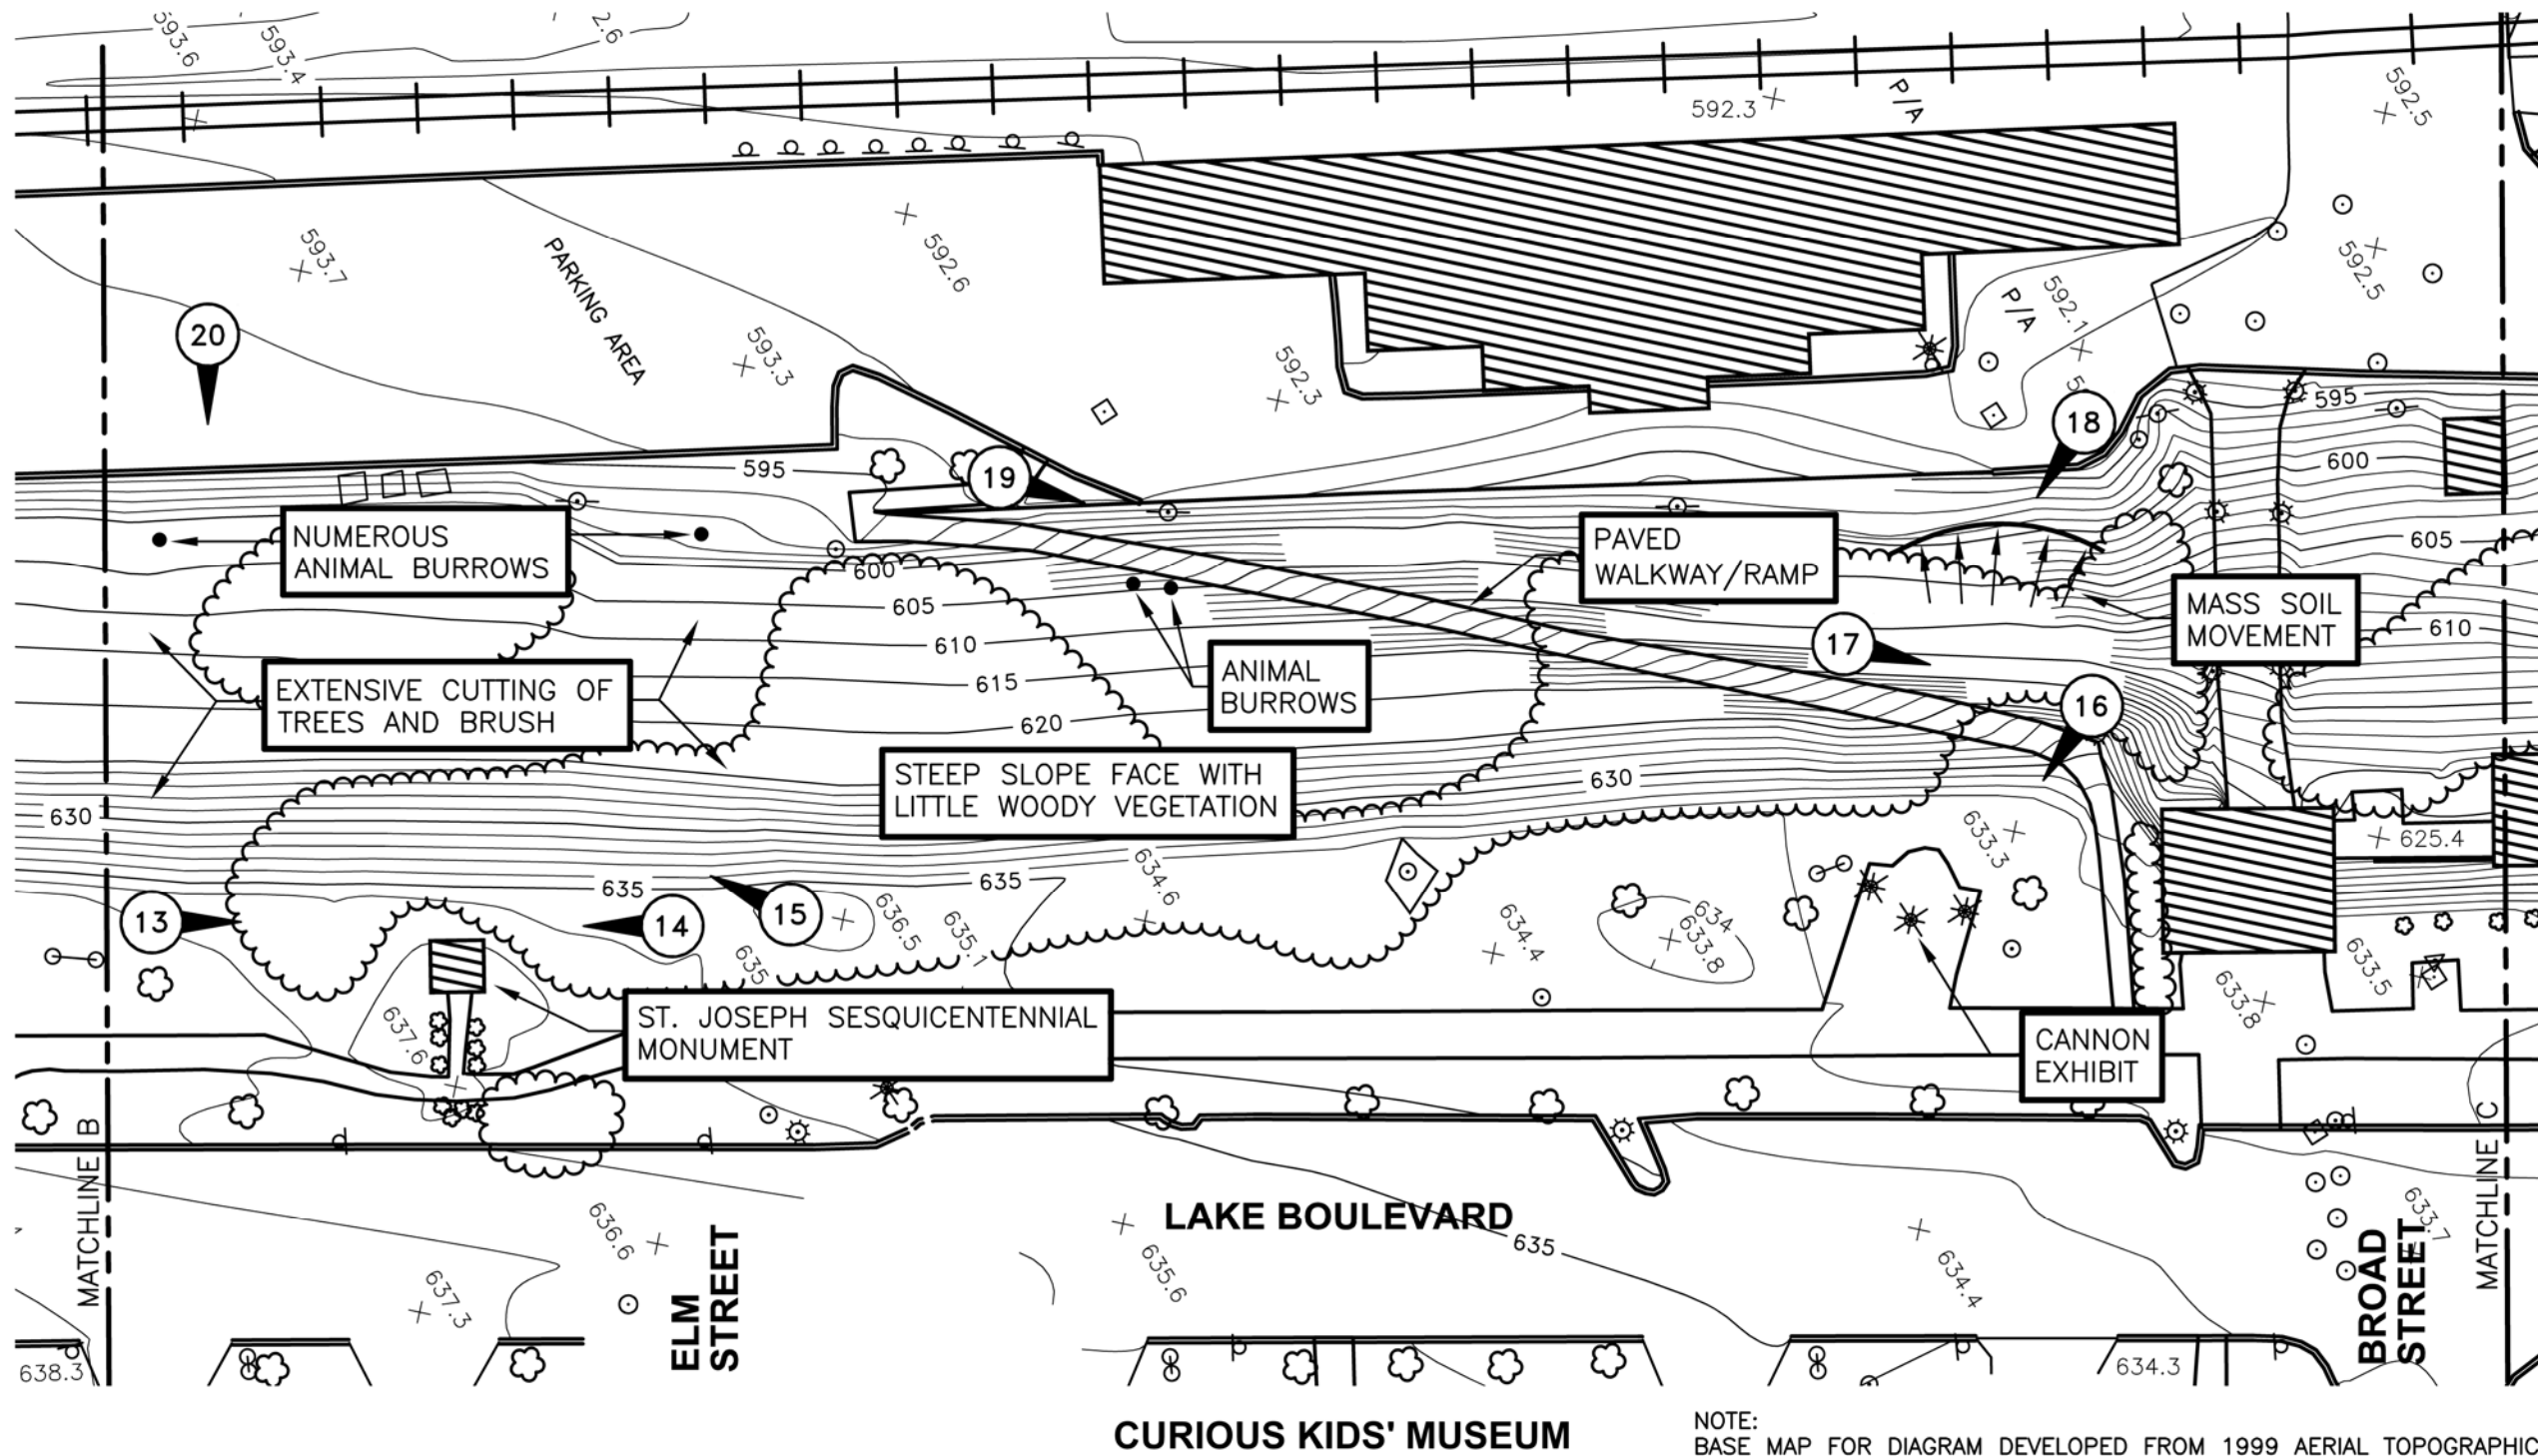 593.6
593.4
2.6
592.3
P/A
592.5
593.7
PARKING AREA
592.6
593.3
592.3
592.1
P/A
592.5
20
18
19
595
595
600
NUMEROUS
ANIMAL BURROWS
PAVED
WALKWAY/RAMP
605
600
605
MASS SOIL
MOVEMENT
610
610
17
EXTENSIVE CUTTING OF
TREES AND BRUSH
615
ANIMAL
BURROWS
620
16
STEEP SLOPE FACE WITH
LITTLE WOODY VEGETATION
630
630
633.3
625.4
635
635
634.6
13
14
15
636.5
635.1
635
634.4
634
633.8
633.5
633.8
637.6
ST. JOSEPH SESQUICENTENNIAL
MONUMENT
CANNON
EXHIBIT
MATCHLINE B
MATCHLINE C
LAKE BOULEVARD
636.6
635.6
635
634.4
633.7
637.3
ELM
STREET
BROAD
STREET
638.3
634.3
CURIOUS KIDS' MUSEUM
NOTE:
BASE MAP FOR DIAGRAM DEVELOPED FROM 1999 AERIAL TOPOGRAPHIC